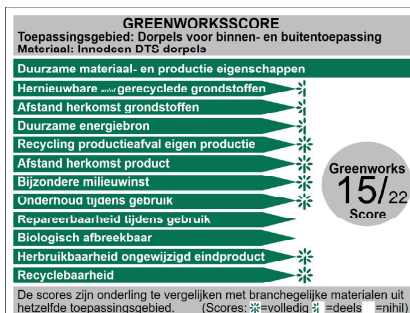 GREENWORKSSCORE
Toepassingsgebied: Dorpels voor binnen- en buitentoepassing
Materiaal: Innodeen DTS dorpels
Duurzame materiaal- en productie eigenschappen
Hernieuwbare en/of gerecyclede grondstoffen
Afstand herkomst grondstoffen
Duurzame energiebron
Recycling productieafval eigen productie
Afstand herkomst product
Bijzondere milieuwinst
Onderhoud tijdens gebruik
Repareerbaarheid tijdens gebruik
Biologisch afbreekbaar
Herbruikbaarheid ongewijzigd eindproduct
Recyclebaarheid
Greenworks
15/22
Score
De scores zijn onderling te vergelijken met branchegelijke materialen uit
hetzelfde toepassingsgebied. (Scores: =volledig =deels =nihil)